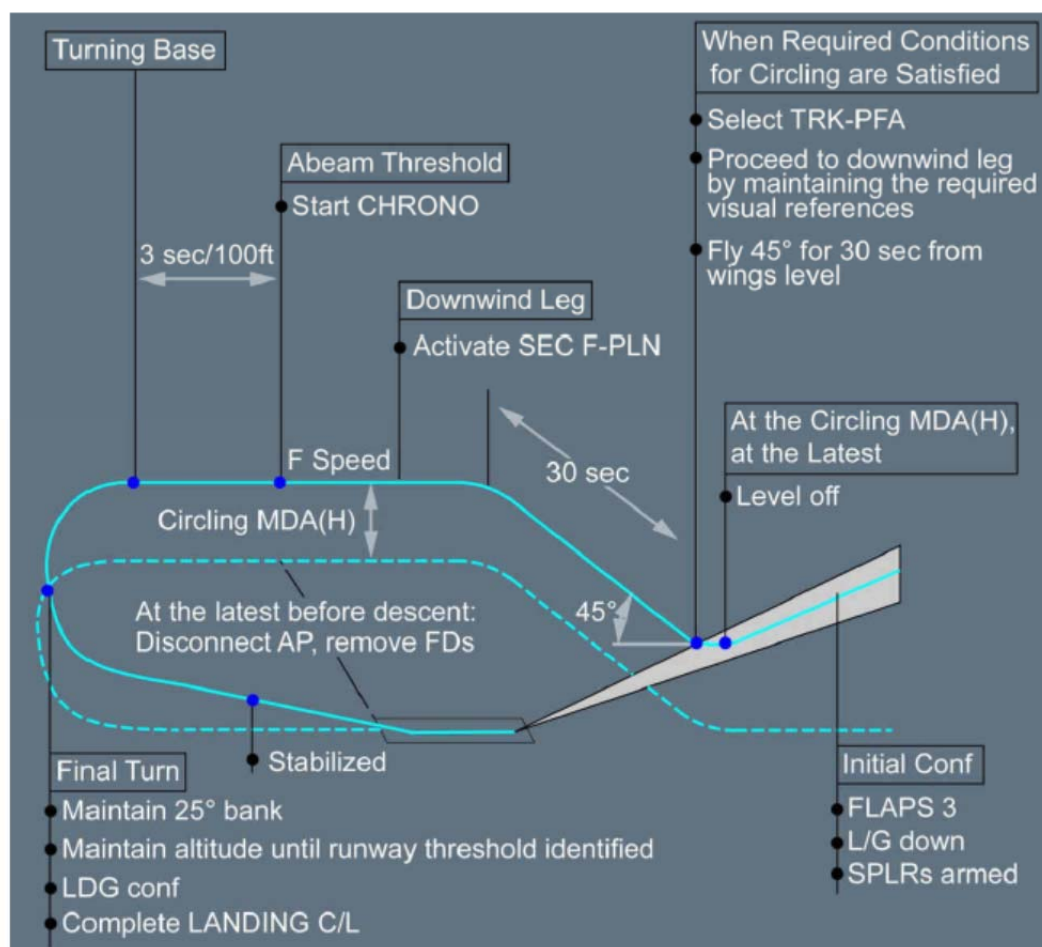 Turning Base
When Required Conditions
for Circling are Satisfied
Select TRK-PFA
Proceed to downwind leg
by maintaining the required
visual references
Fly 45° for 30 sec from
wings level
Abeam Threshold
Start CHRONO
3 sec/100ft
Downwind Leg
Activate SEC F-PLN
At the Circling MDA(H),
at the Latest
Level off
30 sec
F Speed
Circling MDA(H)
45°
At the latest before descent:
Disconnect AP, remove FDs
Stabilized
Final Turn
Maintain 25° bank
Maintain altitude until runway threshold identified
LDG conf
Complete LANDING C/L
Initial Conf
FLAPS 3
L/G down
SPLRs armed